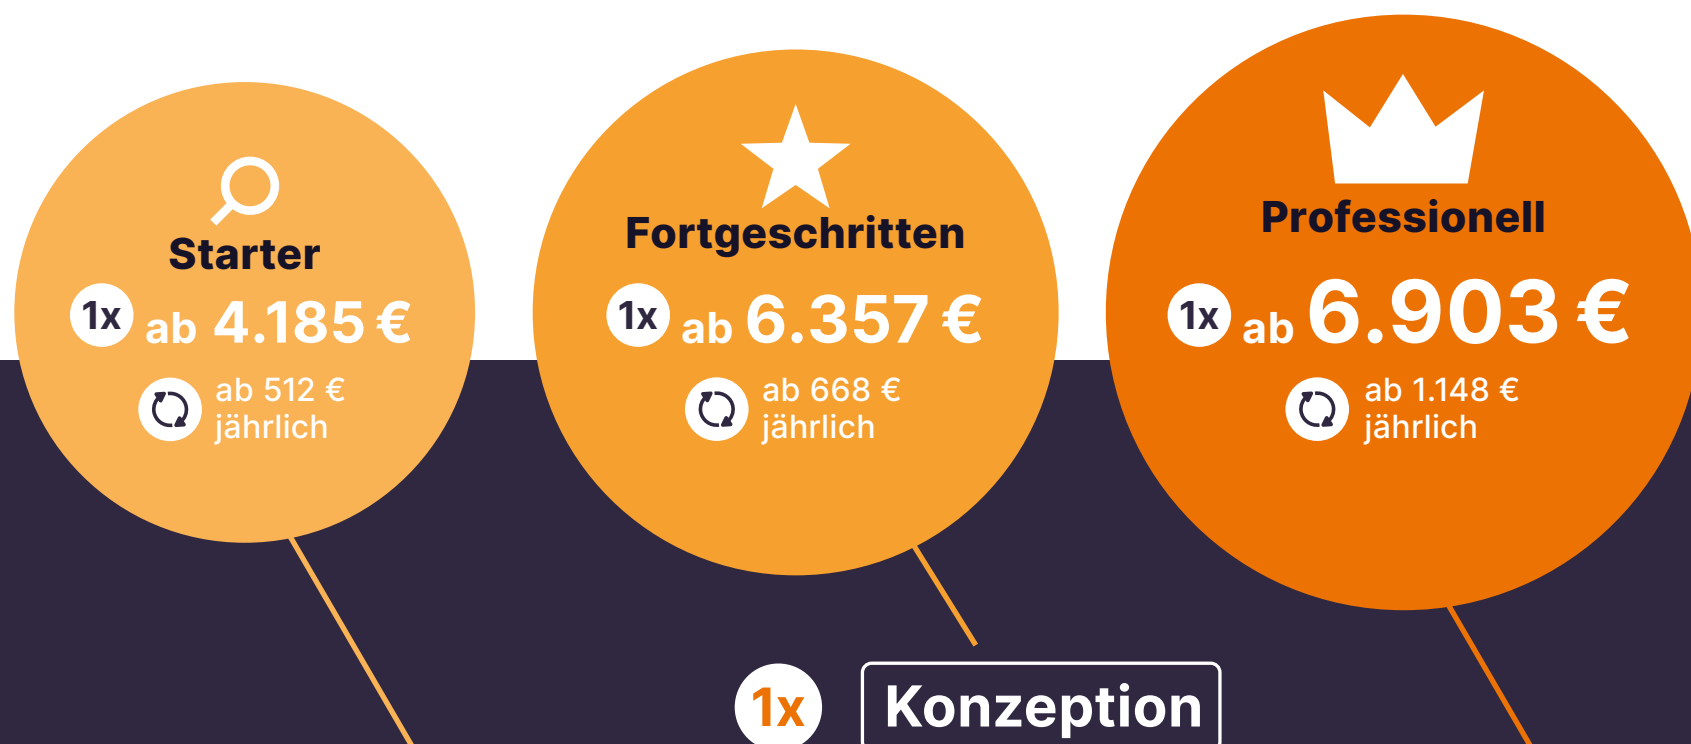 Starter
1x ab 4.185 €
ab 512 €
jährlich
Fortgeschritten
1x ab 6.357 €
ab 668 €
jährlich
Professionell
1x ab 6.903 €
ab 1.148 €
jährlich
1x Konzeption